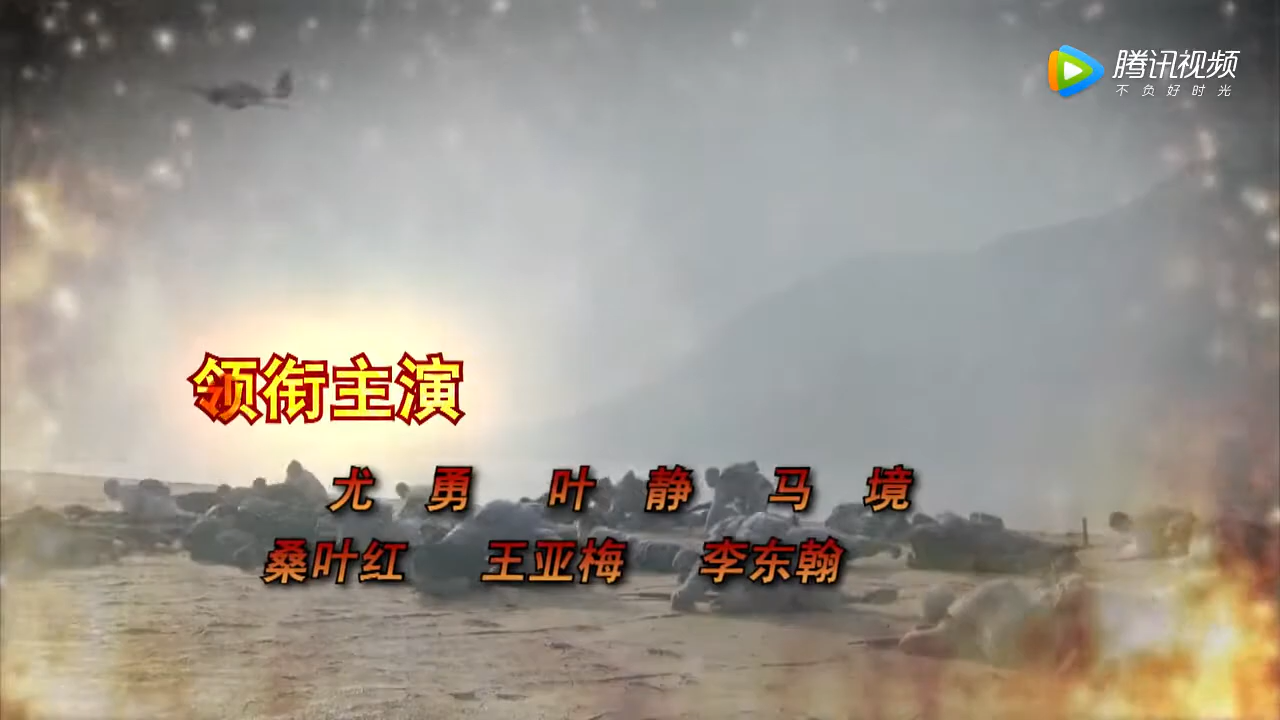 腾讯视频
不负好时光
领衔主演
尤 勇 叶 静 马 境
桑叶红 王亚梅 李东翰